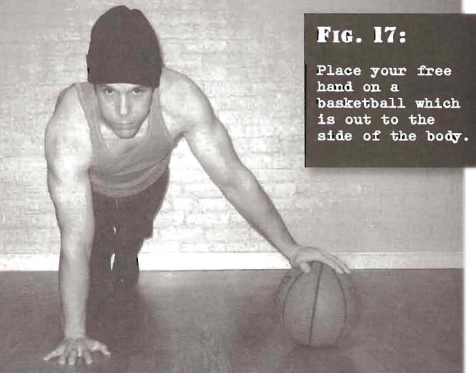 FIG. 17:
Place your free
hand on a
basketball which
is out to the
side of the body.